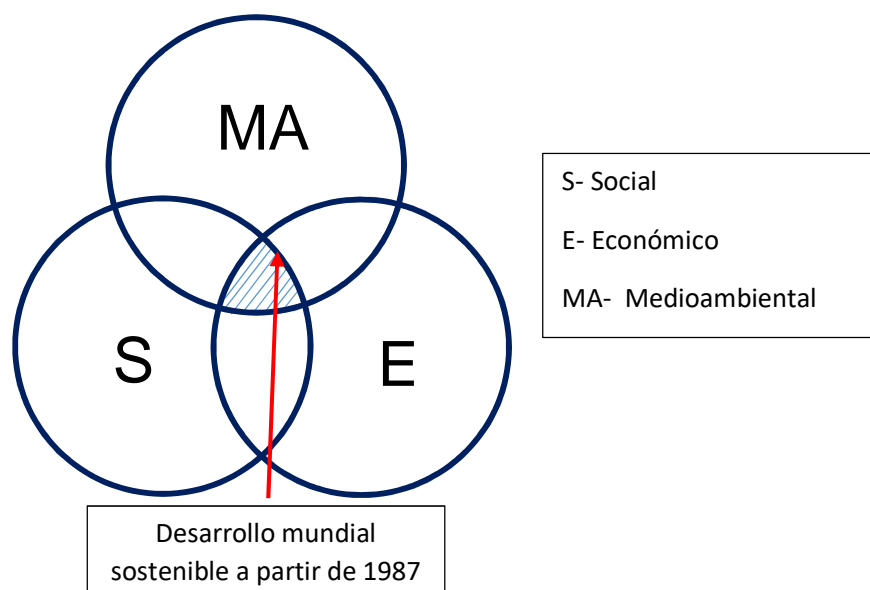 MA
S
E
S- Social
E- Económico
MA-  Medioambiental
Desarrollo mundial
sostenible a partir de 1987